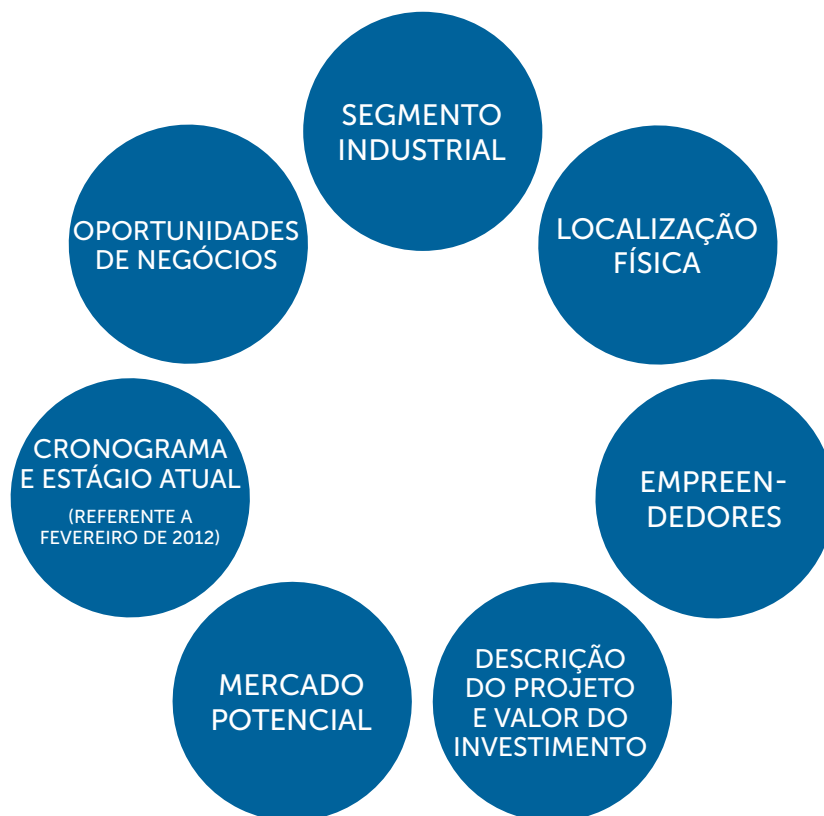 SEGMENTO
INDUSTRIAL
LOCALIZAÇÃO
FÍSICA
EMPREEN-
DEDORES
DESCRIÇÃO
DO PROJETO
E VALOR DO
INVESTIMENTO
MERCADO
POTENCIAL
CRONOGRAMA
E ESTÁGIO ATUAL
(REFERENTE A
FEVEREIRO DE 2012)
OPORTUNIDADES
DE NEGÓCIOS